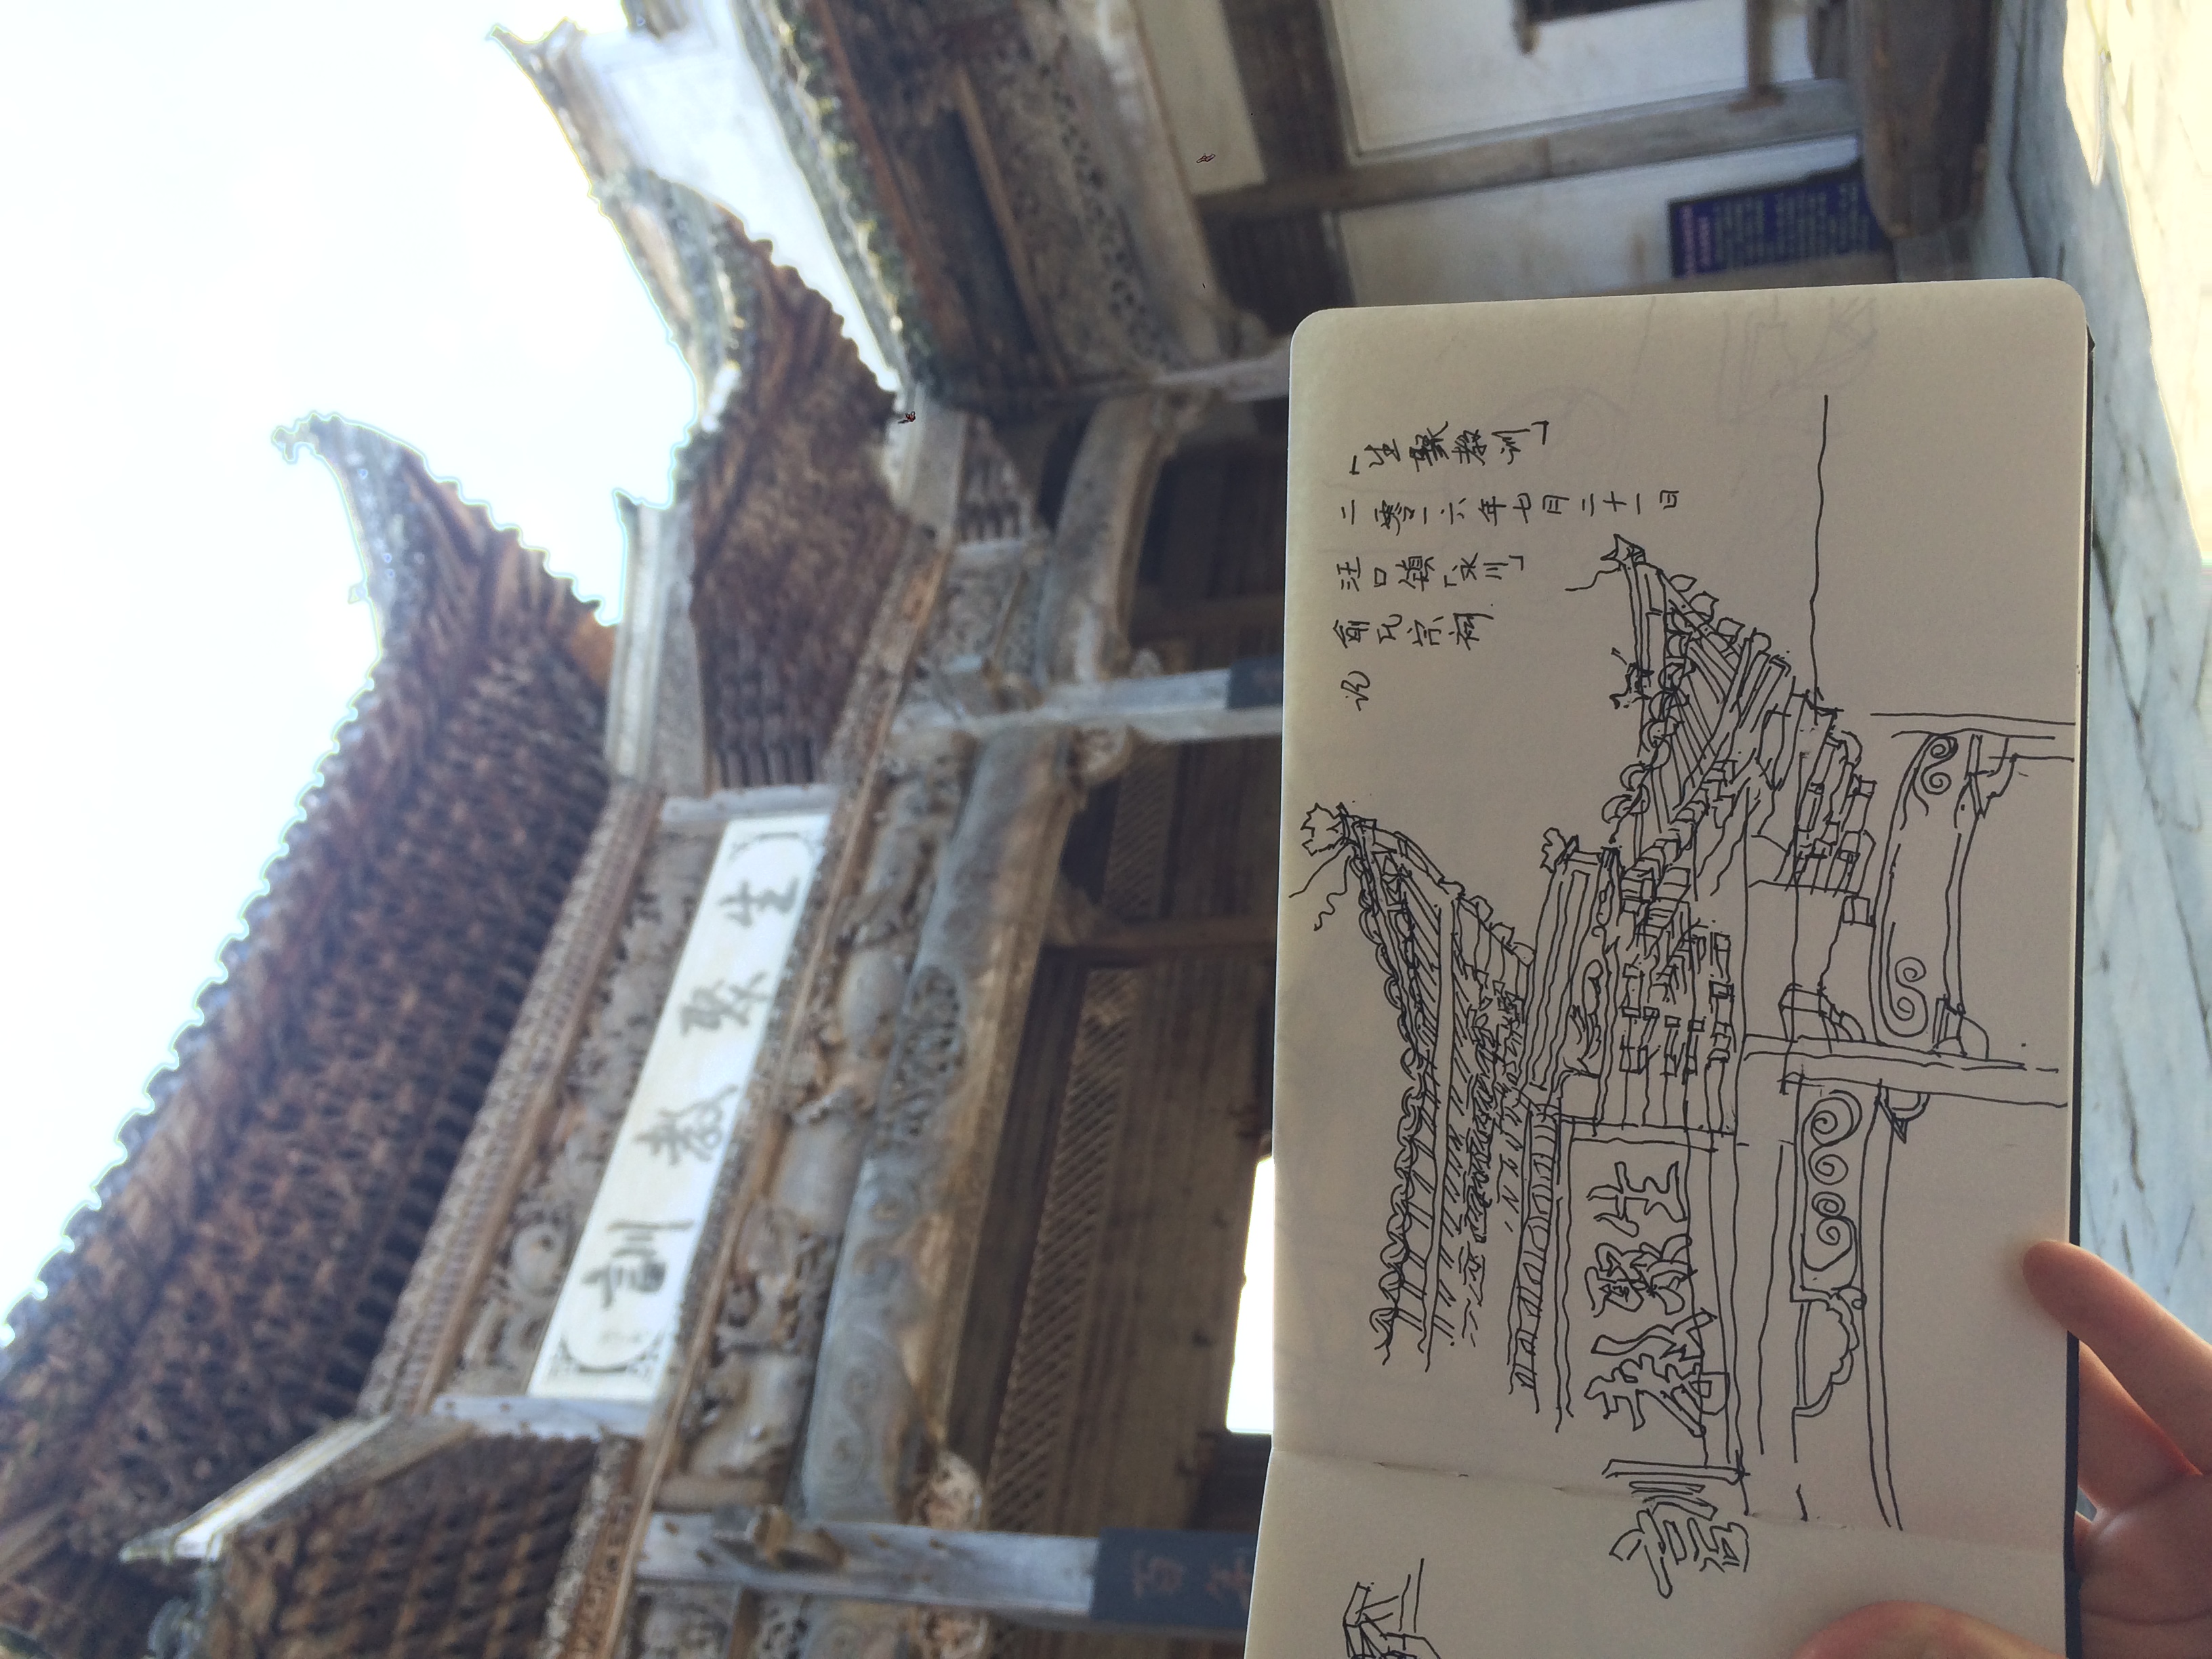 生聚教訓
百
生聚教訓
「生聚教训」
二零一六年七月二十一日
汪口镇「永川」
俞氏宗祠
记